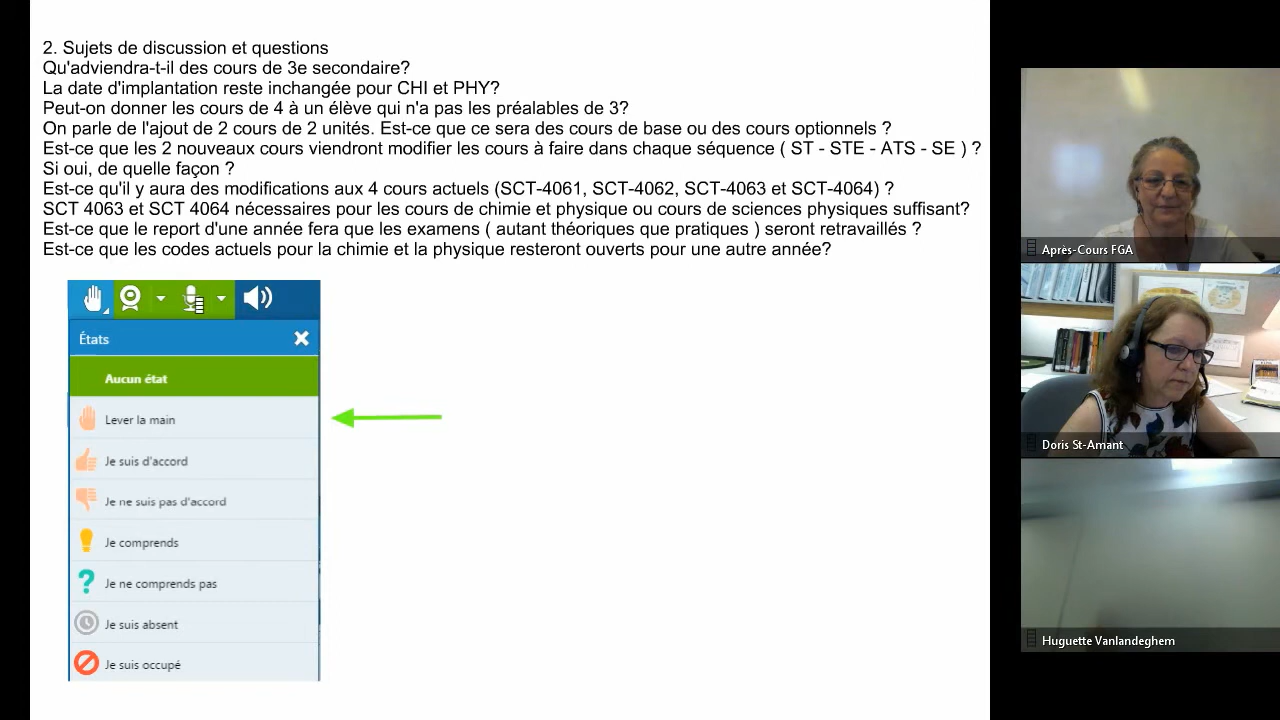 2. Sujets de discussion et questions
Qu'adviendra-t-il des cours de 3e secondaire?
La date d'implantation reste inchangée pour CHI et PHY?
Peut-on donner les cours de 4 à un élève qui n'a pas les préalables de 3?
On parle de l'ajout de 2 cours de 2 unités. Est-ce que ce sera des cours de base ou des cours optionnels ?
Est-ce que les 2 nouveaux cours viendront modifier les cours à faire dans chaque séquence ( ST - STE - ATS - SE ) ?
Si oui, de quelle façon ?
Est-ce qu'il y aura des modifications aux 4 cours actuels (SCT-4061, SCT-4062, SCT-4063 et SCT-4064) ?
SCT 4063 et SCT 4064 nécessaires pour les cours de chimie et physique ou cours de sciences physiques suffisant?
Est-ce que le report d'une année fera que les examens ( autant théoriques que pratiques ) seront retravaillés ?
Est-ce que les codes actuels pour la chimie et la physique resteront ouverts pour une autre année?
États
Aucun état
Lever la main
Je suis d'accord
Je ne suis pas d'accord
Je comprends
Je ne comprends pas
Je suis absent
Je suis occupé
Après-Cours FGA
Doris St-Amant
Huguette Vanlandeghem